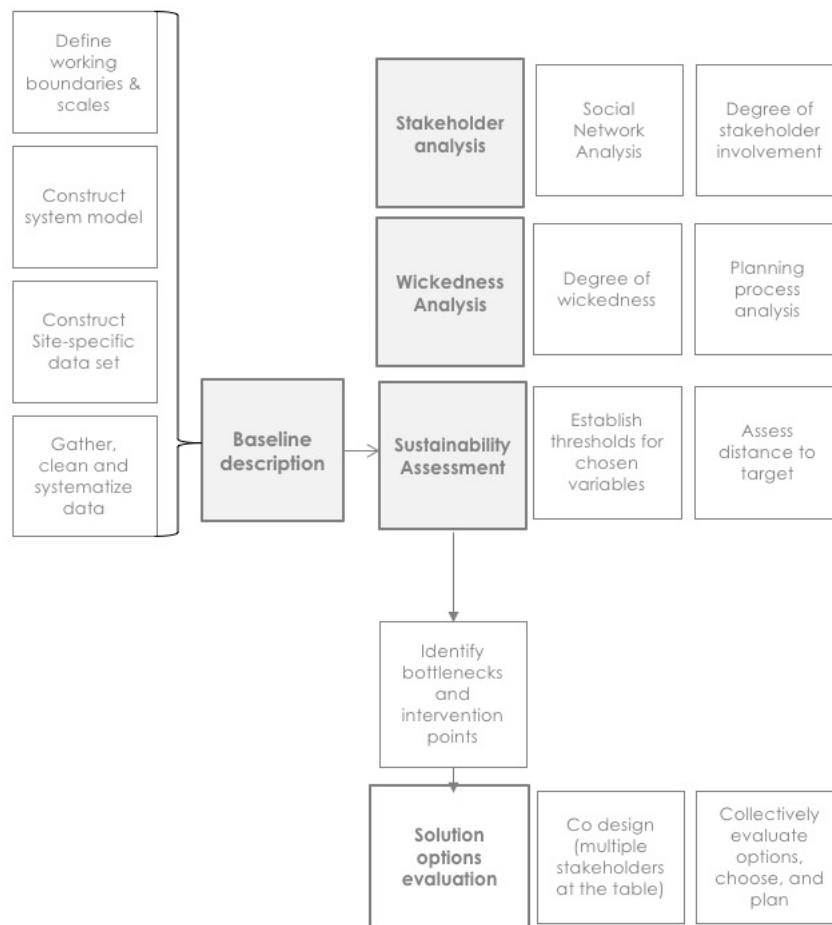 Define
working
boundaries &
scales
Construct
system model
Construct
Site-specific
data set
Gather,
clean and
systematize
data
Baseline
description
Stakeholder
analysis
Social
Network
Analysis
Degree of
stakeholder
involvement
Wickedness
Analysis
Degree of
wickedness
Planning
process
analysis
Sustainability
Assessment
Establish
thresholds for
chosen
variables
Assess
distance to
target
Identify
bottlenecks
and
intervention
points
Solution
options
evaluation
Co design
(multiple
stakeholders
at the table)
Collectively
evaluate
options,
choose, and
plan